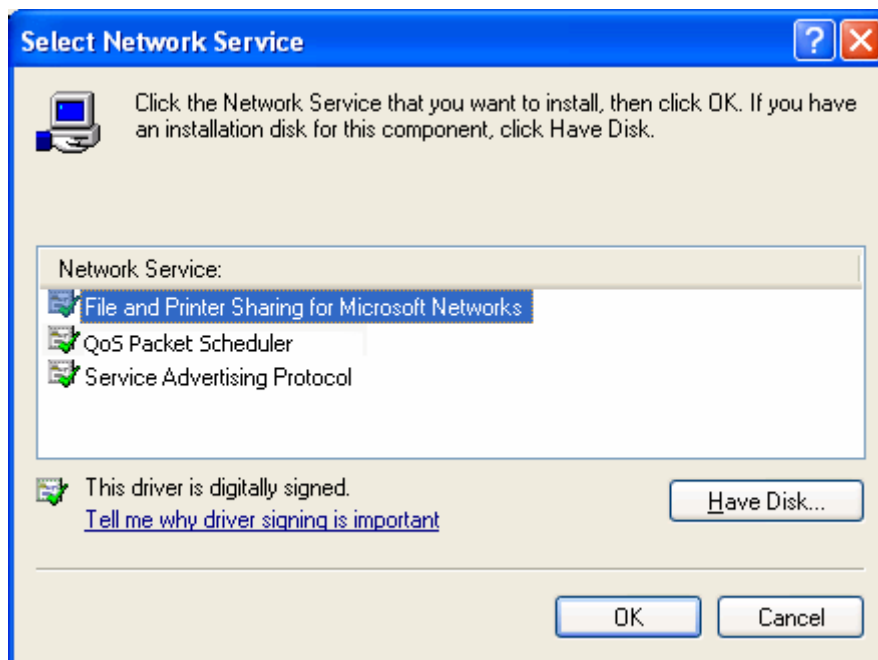 Select Network Service
Click the Network Service that you want to install, then click OK. If you have
an installation disk for this component, click Have Disk.
Network Service:
File and Printer Sharing for Microsoft Networks
QoS Packet Scheduler
Service Advertising Protocol
This driver is digitally signed.
Tell me why driver signing is important
Have Disk...
OK
Cancel